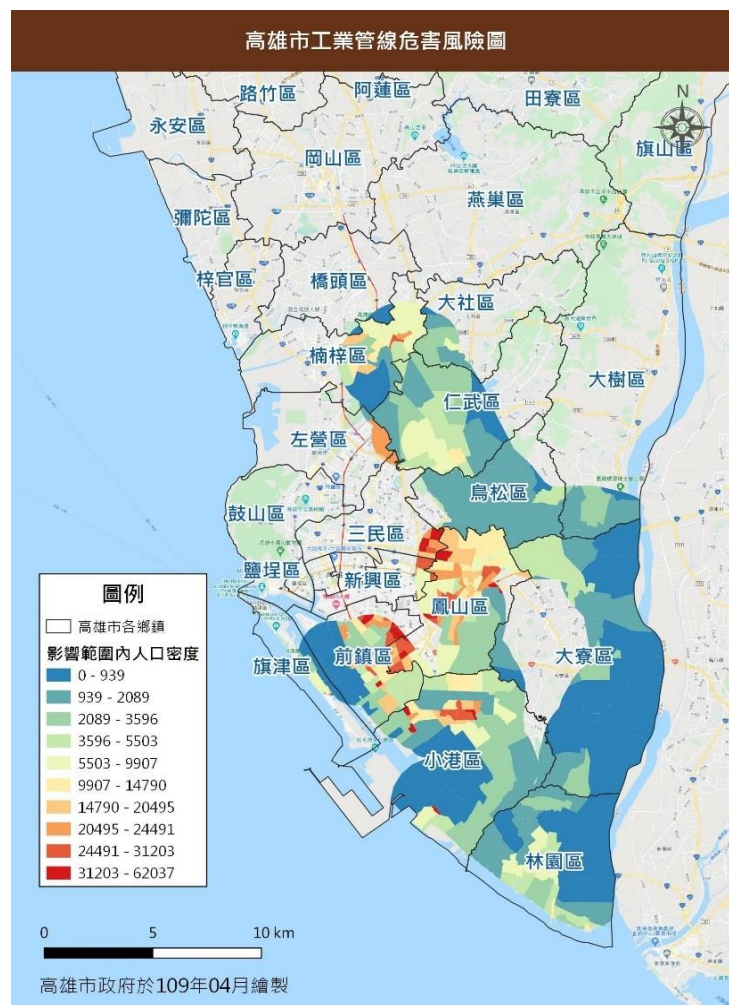 高雄市工業管線危害風險圖
N
路竹區
阿蓮區
田寮區
永安區
旗山區
岡山區
燕巢區
彌陀區
梓官區
橋頭區
大社區
楠梓區
大樹區
仁武區
左營區
鳥松區
鼓山區
三民區
鹽埕區
新興區
鳳山區
前鎮區
旗津區
大寮區
小港區
林園區
圖例
高雄市各鄉鎮
影響範圍內人口密度
0 - 939
939 - 2089
2089 - 3596
3596 - 5503
5503 - 9907
9907 - 14790
14790 - 20495
20495 - 24491
24491 - 31203
31203 - 62037
0 5 10 km
高雄市政府於109年04月繪製